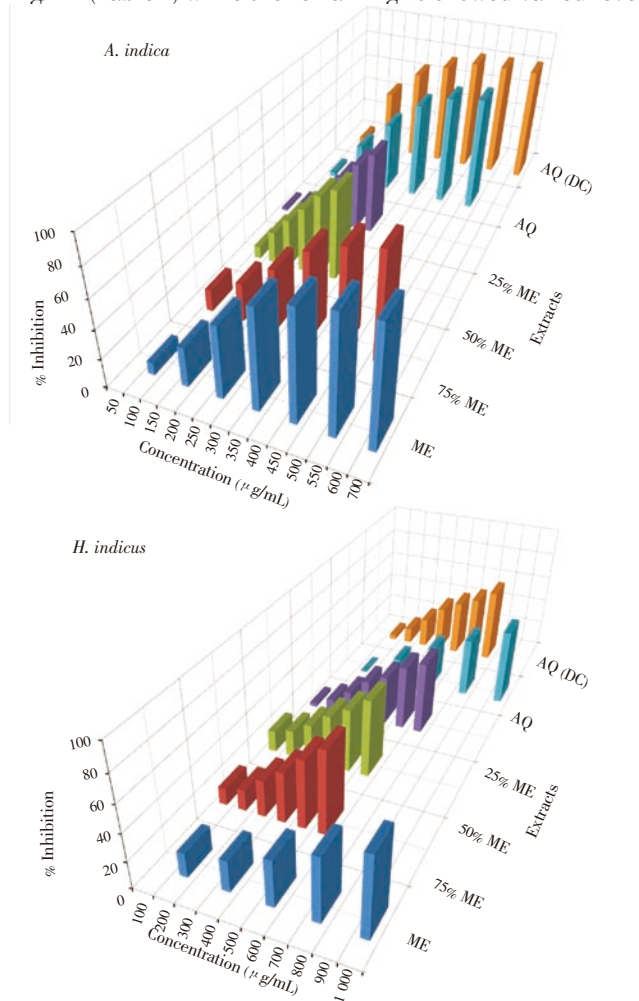 A. indica
100
80
60
40
20
0
% Inhibition
50
100
150
200
250
300
350
400
450
500
550
600
700
Concentration (μg/mL)
ME
75% ME
50% ME
25% ME
AQ
AQ (DC)
Extracts
H. indicus
100
80
60
40
20
0
% Inhibition
100
200
300
400
500
600
700
800
900
1 000
Concentration (μg/mL)
ME
75% ME
50% ME
25% ME
AQ
AQ (DC)
Extracts